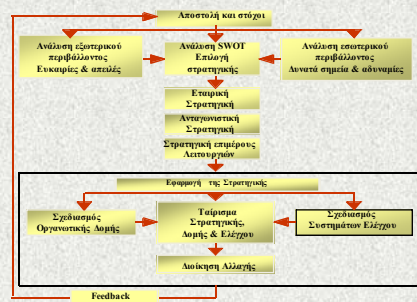 Αποστολή και στόχοι
Ανάλυση εξωτερικού
περιβάλλοντος
Ευκαιρίες & απειλές
Ανάλυση SWOT
Επιλογή
στρατηγικής
Ανάλυση εσωτερικού
περιβάλλοντος
Δυνατά σημεία & αδυναμίες
Εταιρική
Στρατηγική
Ανταγωνιστική
Στρατηγική
Στρατηγική επιμέρους
Λειτουργιών
Εφαρμογή της Στρατηγικής
Σχεδιασμός
Οργανωτικής Δομής
Ταίριασμα
Στρατηγικής,
Δομής & Ελέγχου
Σχεδιασμός
Συστημάτων Ελέγχου
Διοίκηση Αλλαγής
Feedback